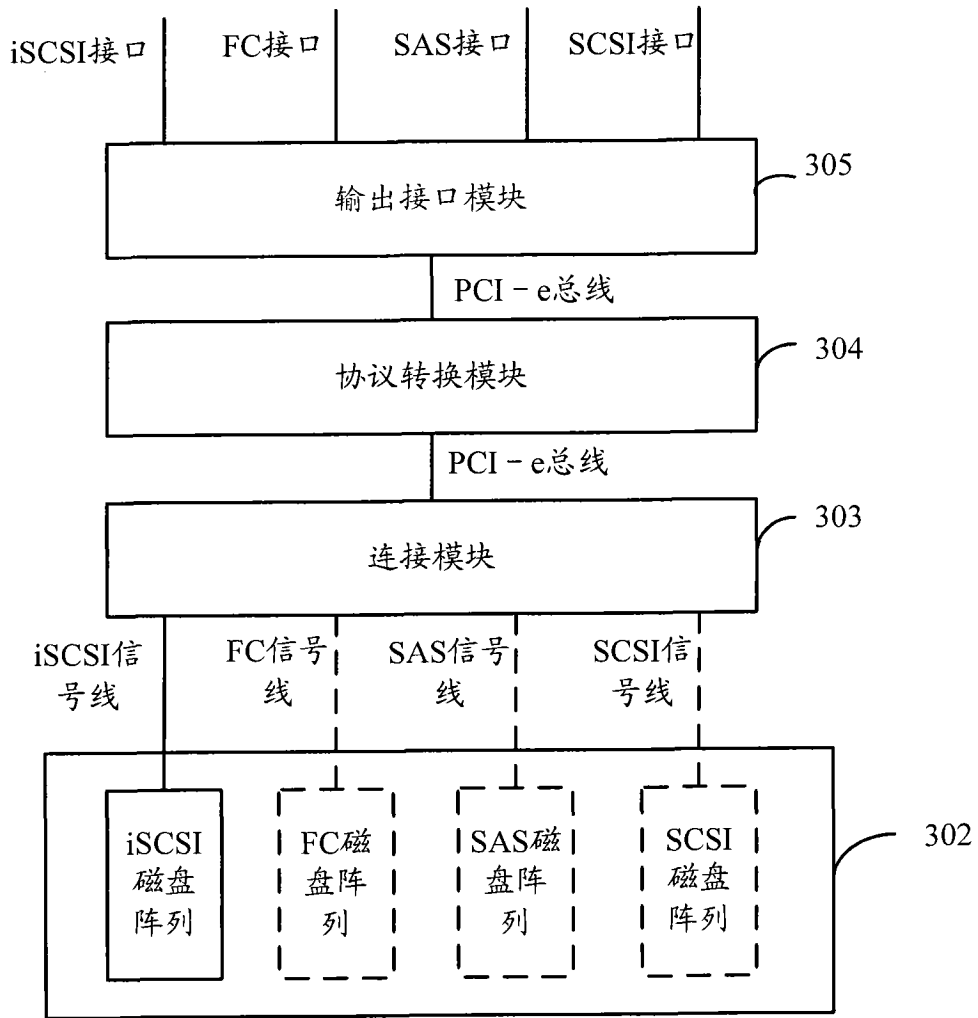 iSCSI接口
FC接口
SAS接口
SCSI接口
输出接口模块
305
PCI－e总线
协议转换模块
304
PCI－e总线
连接模块
303
iSCSI信
号线
FC信号
线
SAS信号
线
SCSI信
号线
iSCSI
磁盘
阵列
FC磁
盘阵
列
SAS磁
盘阵
列
SCSI
磁盘
阵列
302